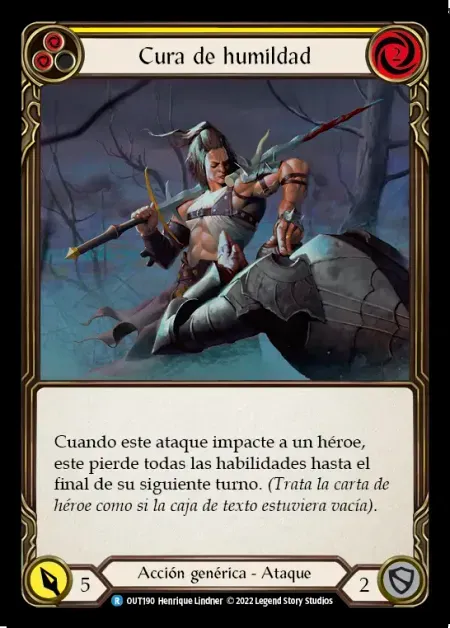 Cura de humildad
2
Cuando este ataque impacte a un héroe,
este pierde todas las habilidades hasta el
final de su siguiente turno. (Trata la carta de
héroe como si la caja de texto estuviera vacía).
5
Acción genérica - Ataque
2
R OUT190 Henrique Lindner © 2022 Legend Story Studios